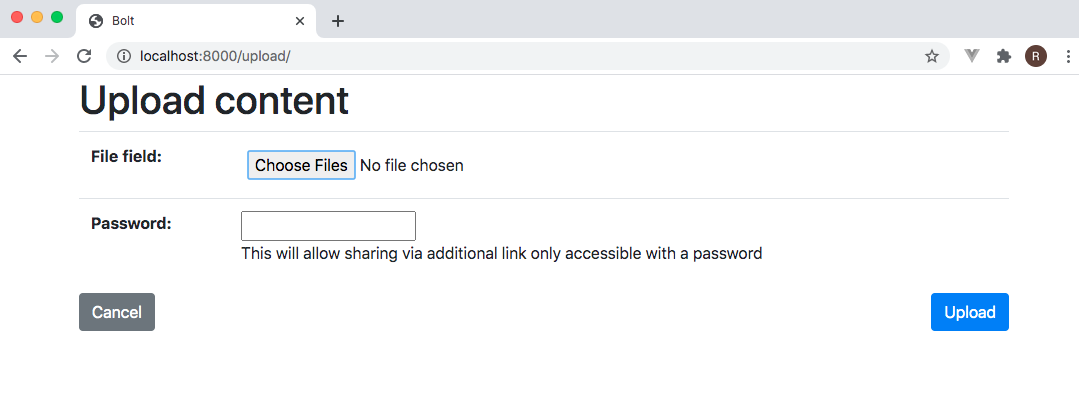 Bolt
localhost:8000/upload/
R
Upload content
File field: Choose Files No file chosen
Password:
This will allow sharing via additional link only accessible with a password
Cancel Upload